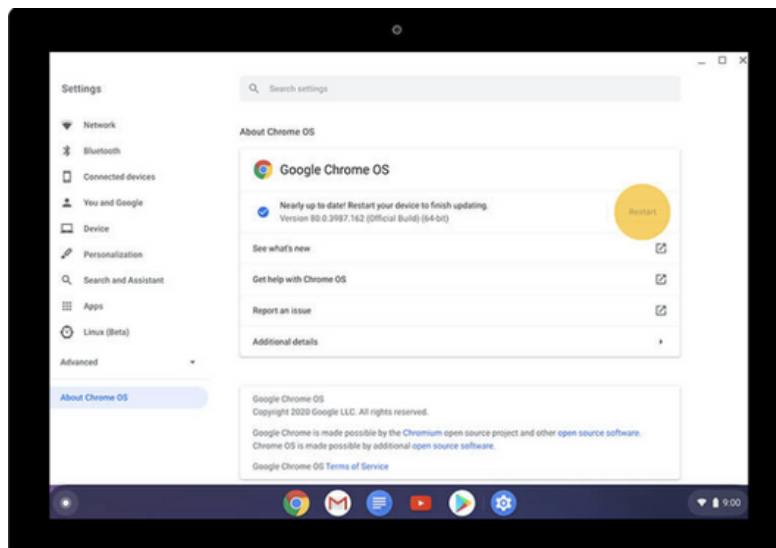 Settings
Search settings
Network
Bluetooth
Connected devices
You and Google
Device
Personalization
Search and Assistant
Apps
Linux (Beta)
Advanced
About Chrome OS
About Chrome OS
Google Chrome OS
Nearly up to date! Restart your device to finish updating.
Version 80.0.3987.162 (Official Build) (64-bit)
Restart
See what's new
Get help with Chrome OS
Report an issue
Additional details
Google Chrome OS
Copyright 2020 Google LLC. All rights reserved.
Google Chrome is made possible by the Chromium open source project and other open source software.
Chrome OS is made possible by additional open source software.
Google Chrome OS Terms of Service
9:00